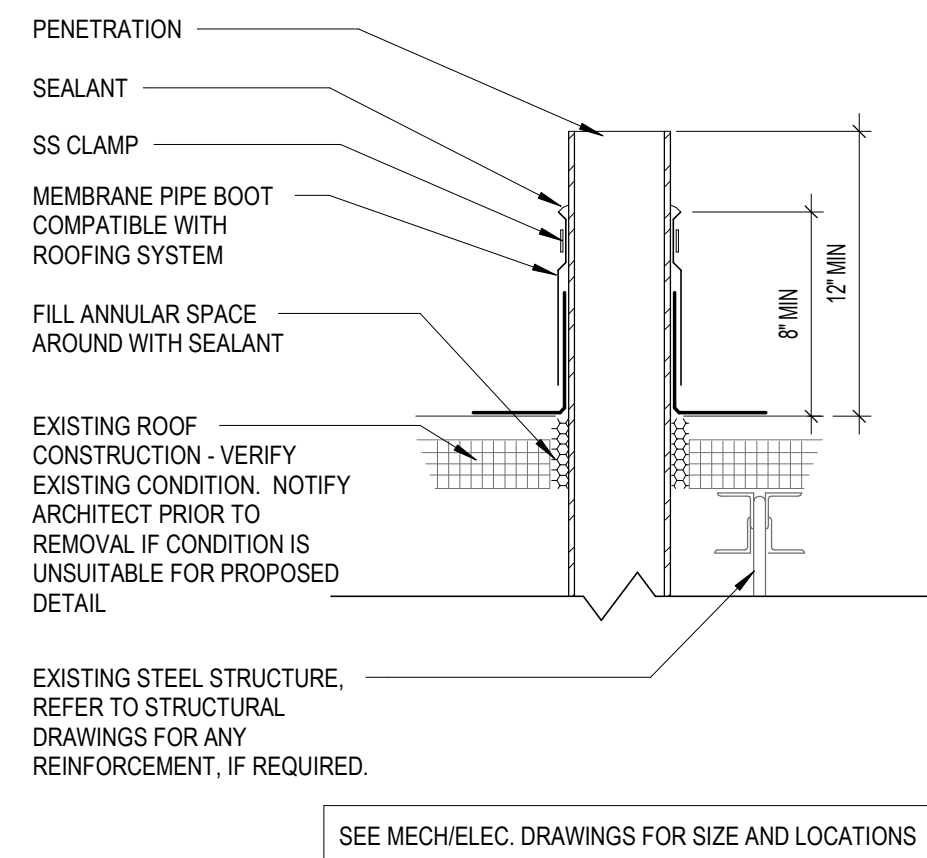 PENETRATION
SEALANT
SS CLAMP
MEMBRANE PIPE BOOT
COMPATIBLE WITH
ROOFING SYSTEM
FILL ANNULAR SPACE
AROUND WITH SEALANT
EXISTING ROOF
CONSTRUCTION - VERIFY
EXISTING CONDITION.  NOTIFY
ARCHITECT PRIOR TO
REMOVAL IF CONDITION IS
UNSUITABLE FOR PROPOSED
DETAIL
EXISTING STEEL STRUCTURE,
REFER TO STRUCTURAL
DRAWINGS FOR ANY
REINFORCEMENT, IF REQUIRED.
8" MIN
12" MIN
SEE MECH/ELEC. DRAWINGS FOR SIZE AND LOCATIONS